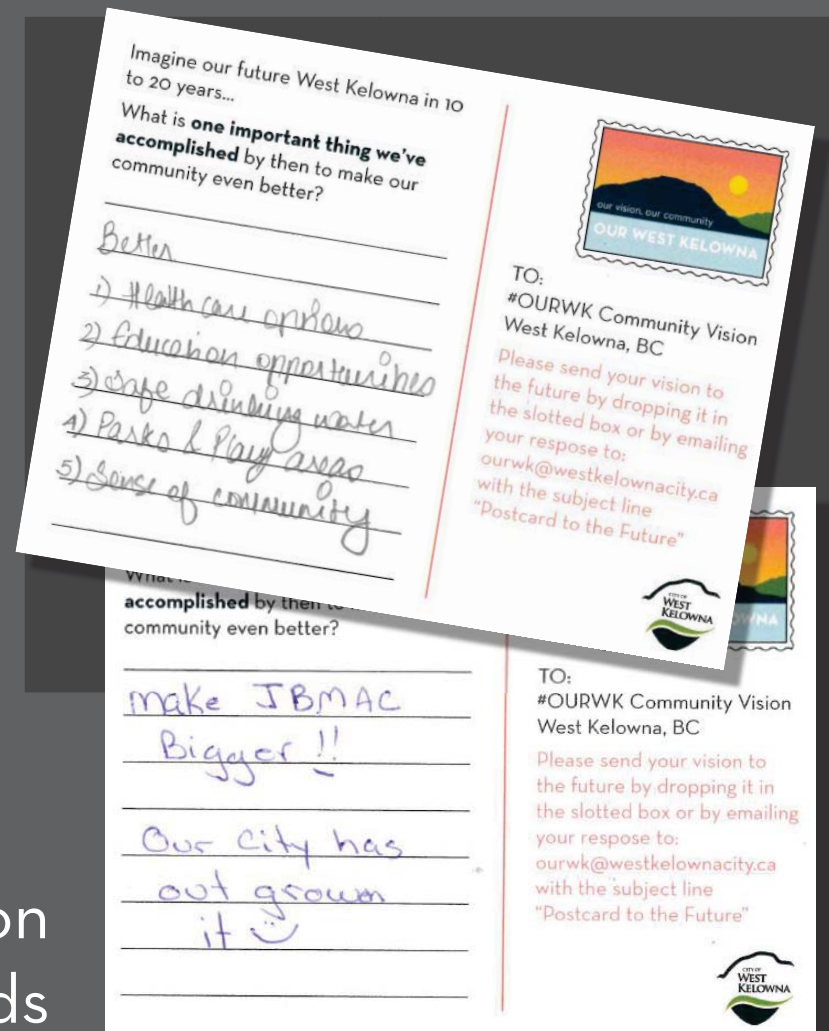 Imagine our future West Kelowna in 10
to 20 years...
What is one important thing we've
accomplished by then to make our
community even better?
Better
1) Health care options
2) Education opportunities
3) Safe drinking water
4) Parks & Play areas
5) Sense of community
our vision, our community
OUR WEST KELOWNA
TO:
#OURWK Community Vision
West Kelowna, BC
Please send your vision to
the future by dropping it in
the slotted box or by emailing
your respose to:
ourwk@westkelownacity.ca
with the subject line
"Postcard to the Future"
CITY OF
WEST
KELOWNA
What is
accomplished by then
community even better?
make JBMAC
Bigger !!
Our City has
out grown
it
OWNA
TO:
#OURWK Community Vision
West Kelowna, BC
Please send your vision to
the future by dropping it in
the slotted box or by emailing
your respose to:
ourwk@westkelownacity.ca
with the subject line
"Postcard to the Future"
CITY OF
WEST
KELOWNA
on
ds